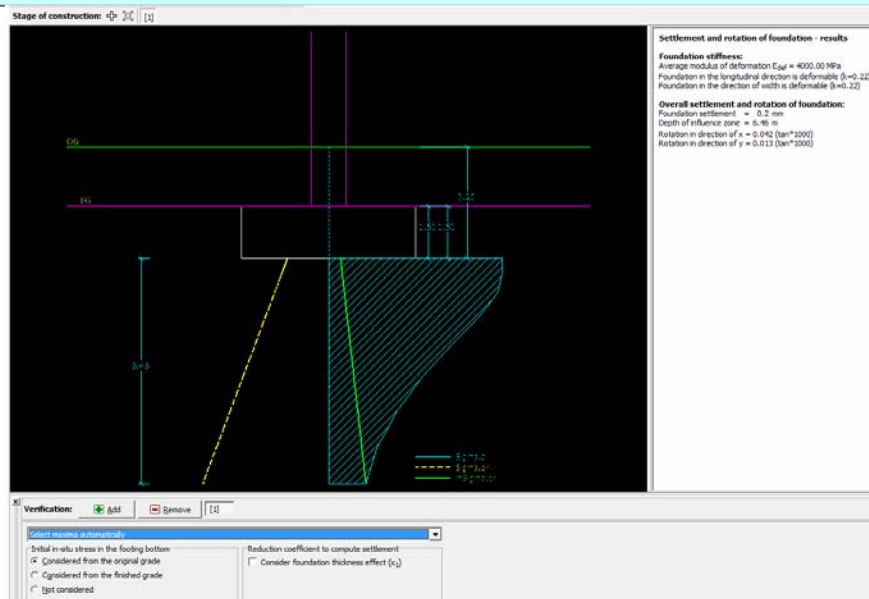 Stage of construction: [1]
Settlement and rotation of foundation - results
Foundation stiffness:
Average modulus of deformation E_def = 4000.00 MPa
Foundation in the longitudinal direction is deformable (k=0.22)
Foundation in the direction of width is deformable (k=0.22)
Overall settlement and rotation of foundation:
Foundation settlement = 0.2 mm
Depth of influence zone = 6.46 m
Rotation in direction of x = 0.042 (tan*1000)
Rotation in direction of y = 0.013 (tan*1000)
OG
FG
Verification: Add Remove [1]
Select maxima automatically
Initial in-situ stress in the footing bottom
Considered from the original grade
Considered from the finished grade
Not considered
Reduction coefficient to compute settlement
Consider foundation thickness effect (κ₁)